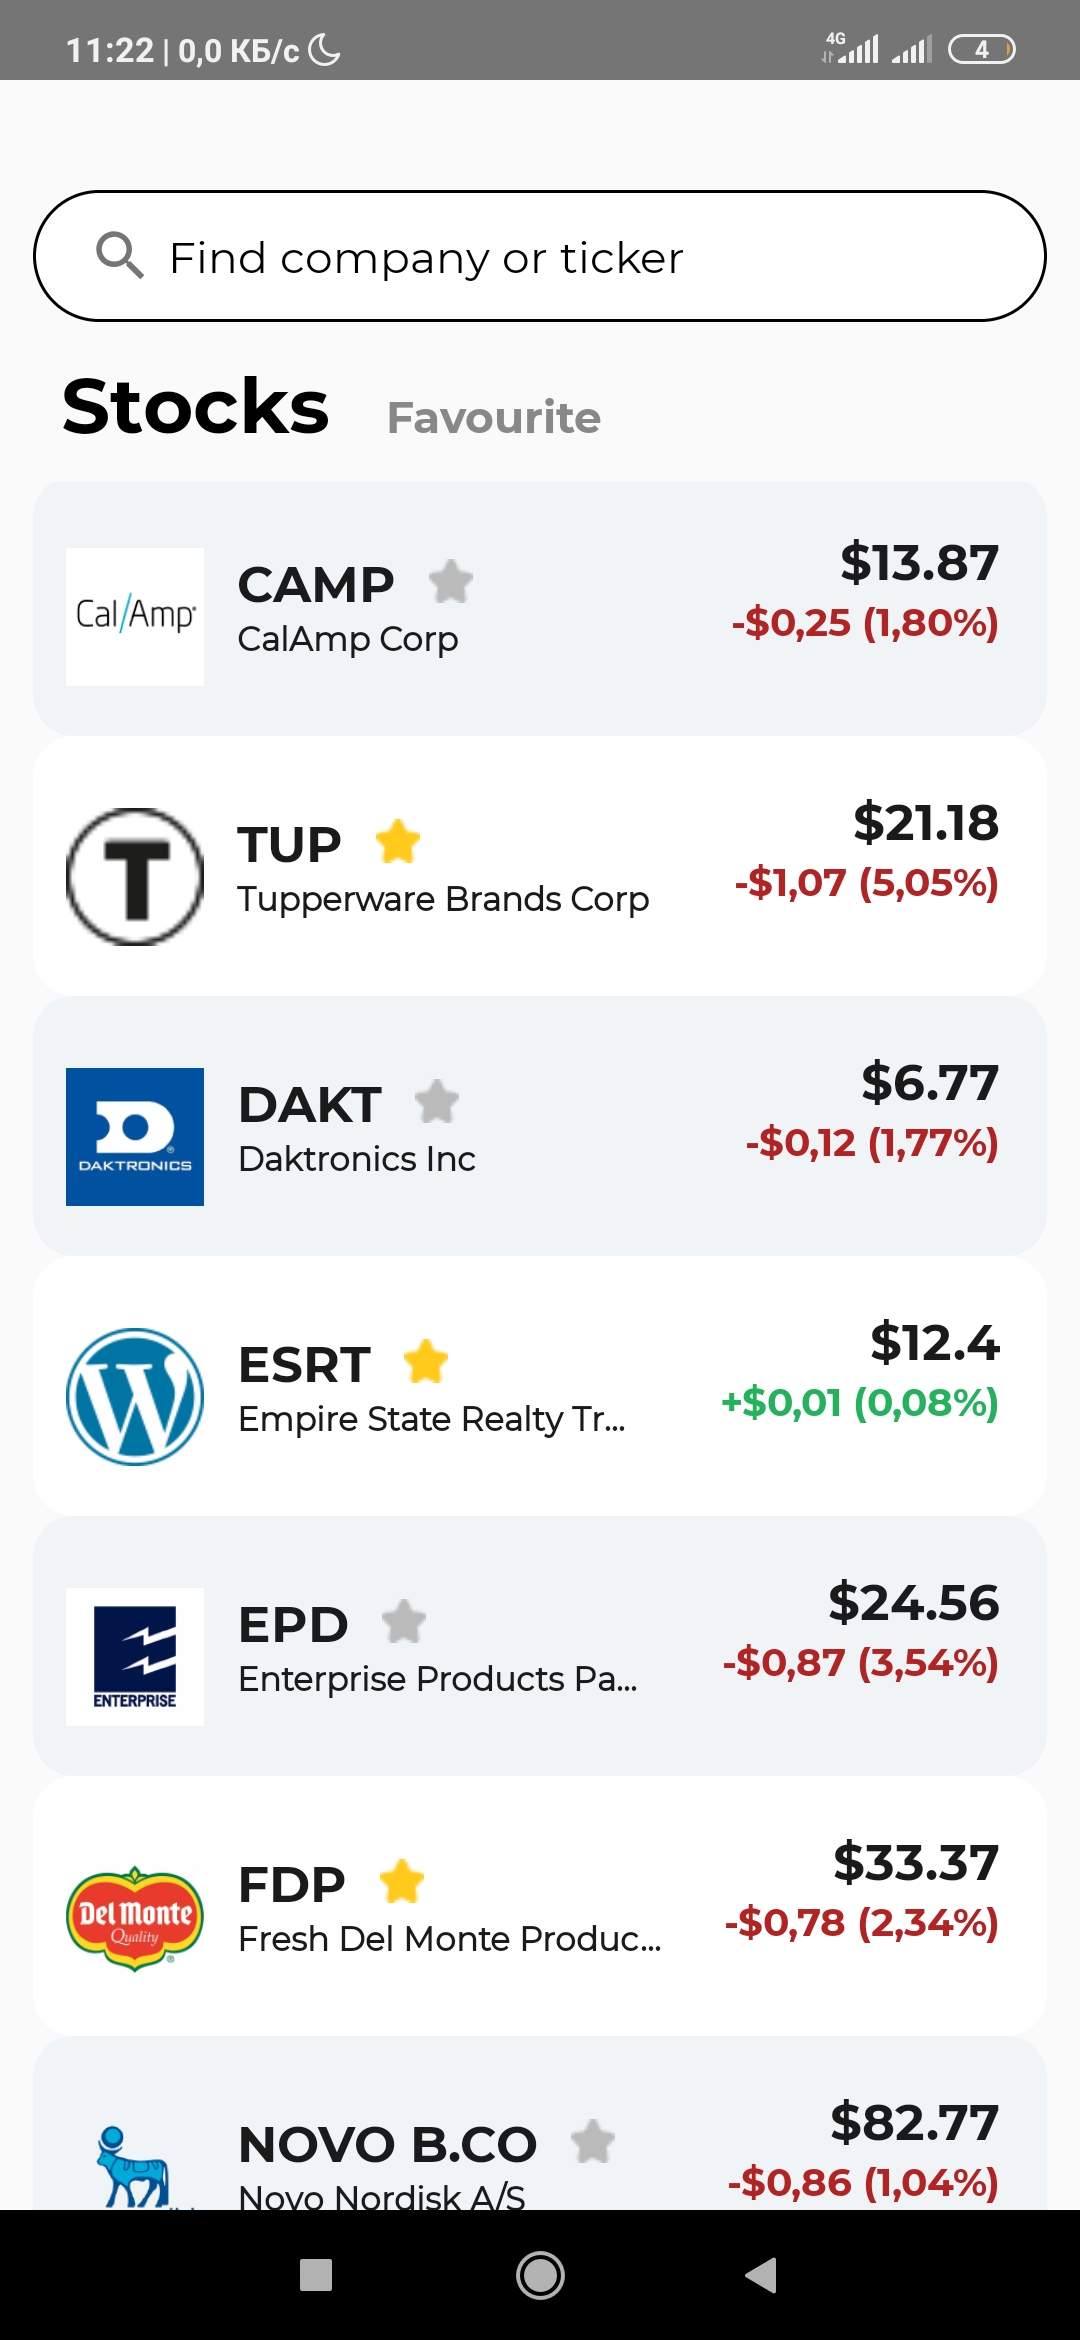 11:22 | 0,0 КБ/с
4G
4
Find company or ticker
Stocks Favourite
Cal/Amp
CAMP
CalAmp Corp
$13.87
-$0,25 (1,80%)
T
TUP
Tupperware Brands Corp
$21.18
-$1,07 (5,05%)
DAKTRONICS
DAKT
Daktronics Inc
$6.77
-$0,12 (1,77%)
W
ESRT
Empire State Realty Tr...
$12.4
+$0,01 (0,08%)
ENTERPRISE
EPD
Enterprise Products Pa...
$24.56
-$0,87 (3,54%)
Del Monte
Quality
FDP
Fresh Del Monte Produc...
$33.37
-$0,78 (2,34%)
NOVO B.CO
Novo Nordisk A/S
$82.77
-$0,86 (1,04%)